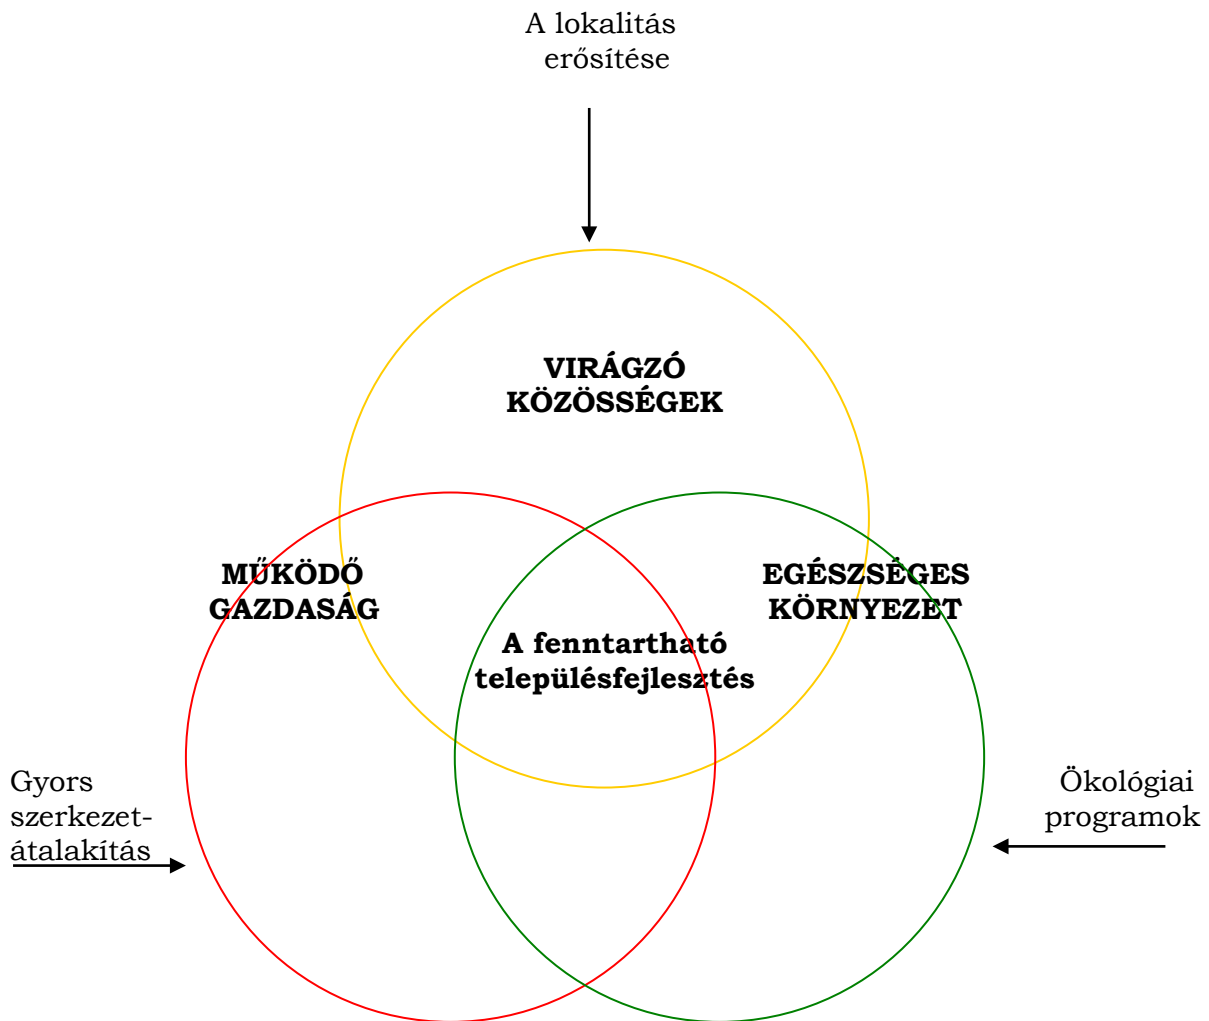 A lokalitás
erősítése
VIRÁGZÓ
KÖZÖSSÉGEK
MŰKÖDŐ
GAZDASÁG
EGÉSZSÉGES
KÖRNYEZET
A fenntartható
településfejlesztés
Gyors
szerkezet-
átalakítás
Ökológiai
programok